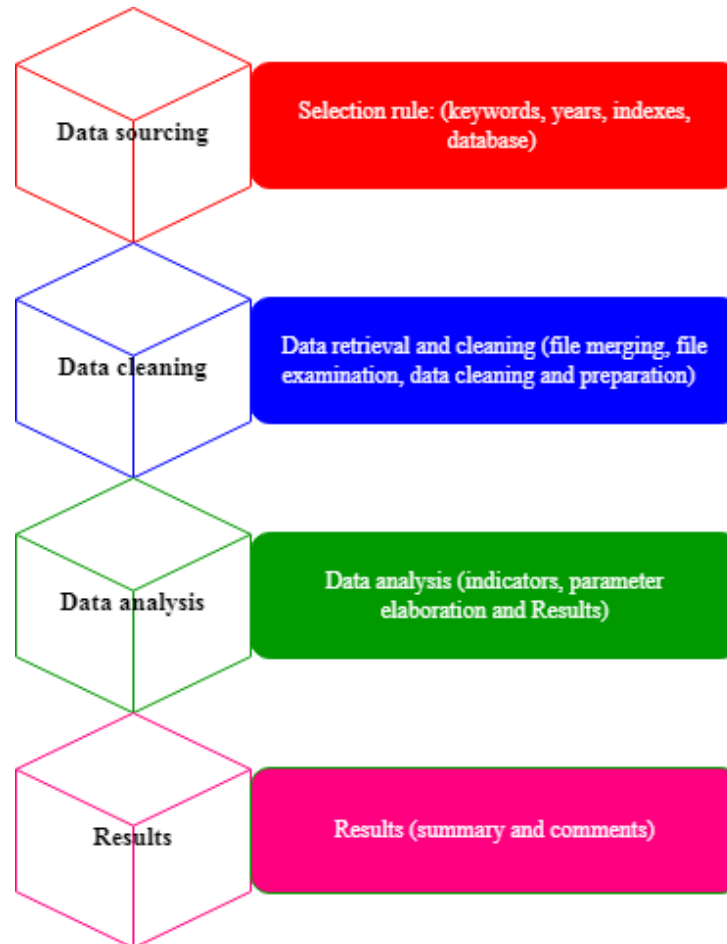 Data sourcing
Selection rule: (keywords, years, indexes,
database)
Data cleaning
Data retrieval and cleaning (file merging, file
examination, data cleaning and preparation)
Data analysis
Data analysis (indicators, parameter
elaboration and Results)
Results
Results (summary and comments)